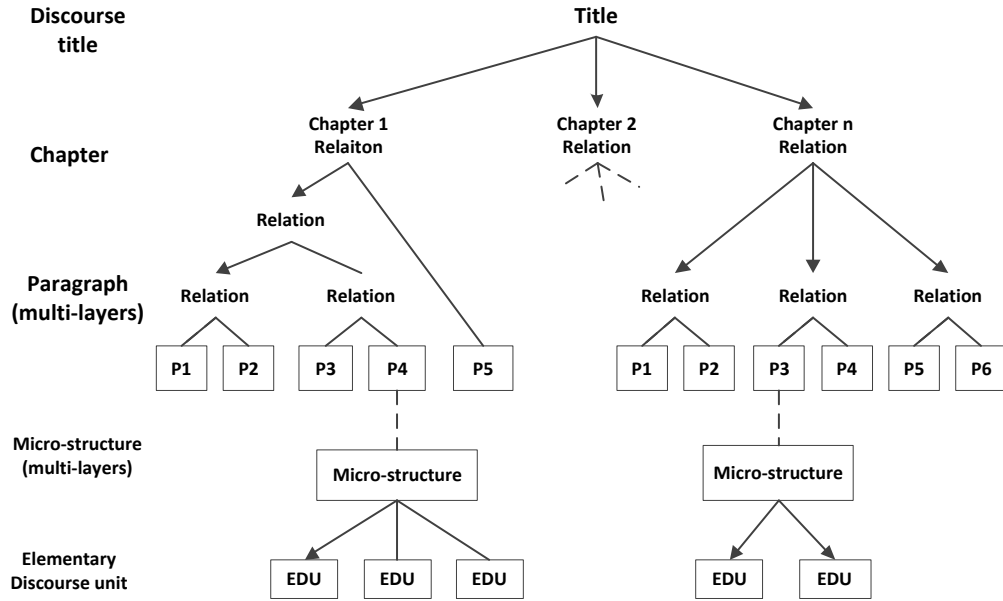 Discourse
title
Title
Chapter
Chapter 1
Relaiton
Chapter 2
Relation
Chapter n
Relation
Relation
Paragraph
(multi-layers)
Relation
Relation
Relation
Relation
Relation
P1
P2
P3
P4
P5
P1
P2
P3
P4
P5
P6
Micro-structure
(multi-layers)
Micro-structure
Micro-structure
Elementary
Discourse unit
EDU
EDU
EDU
EDU
EDU